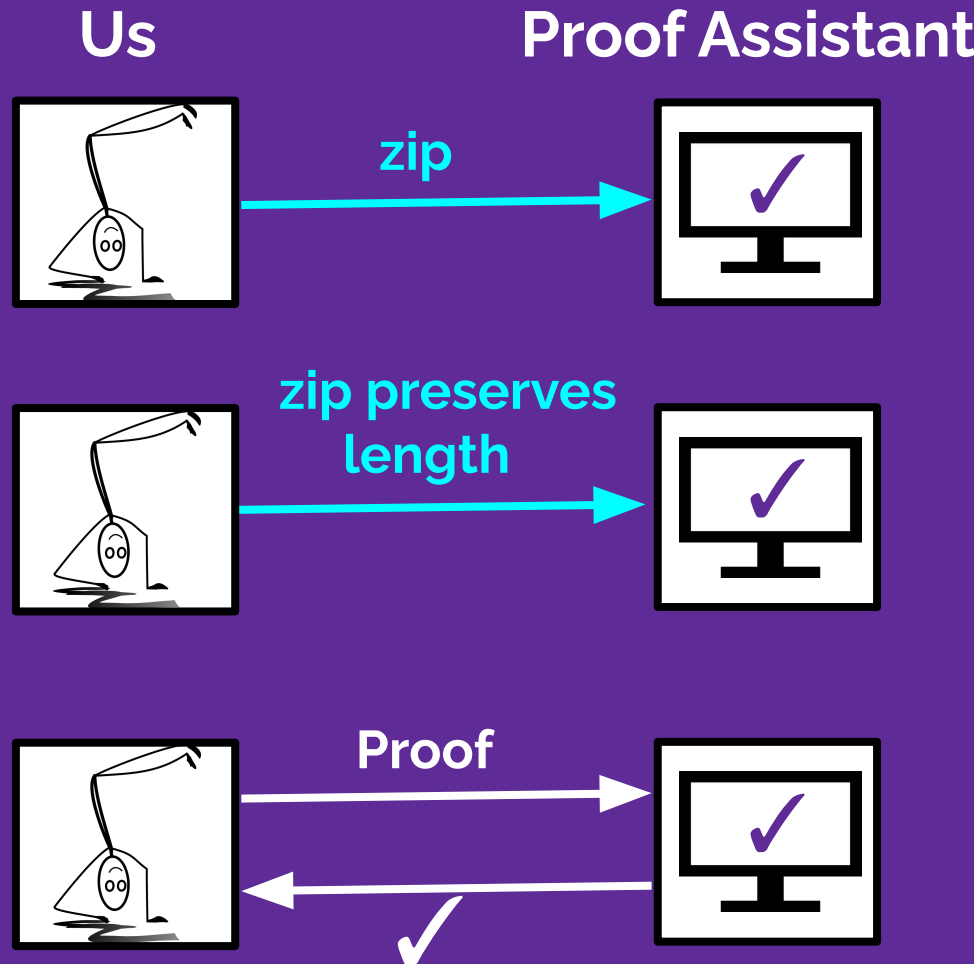 Us
Proof Assistant
zip
zip preserves
length
Proof